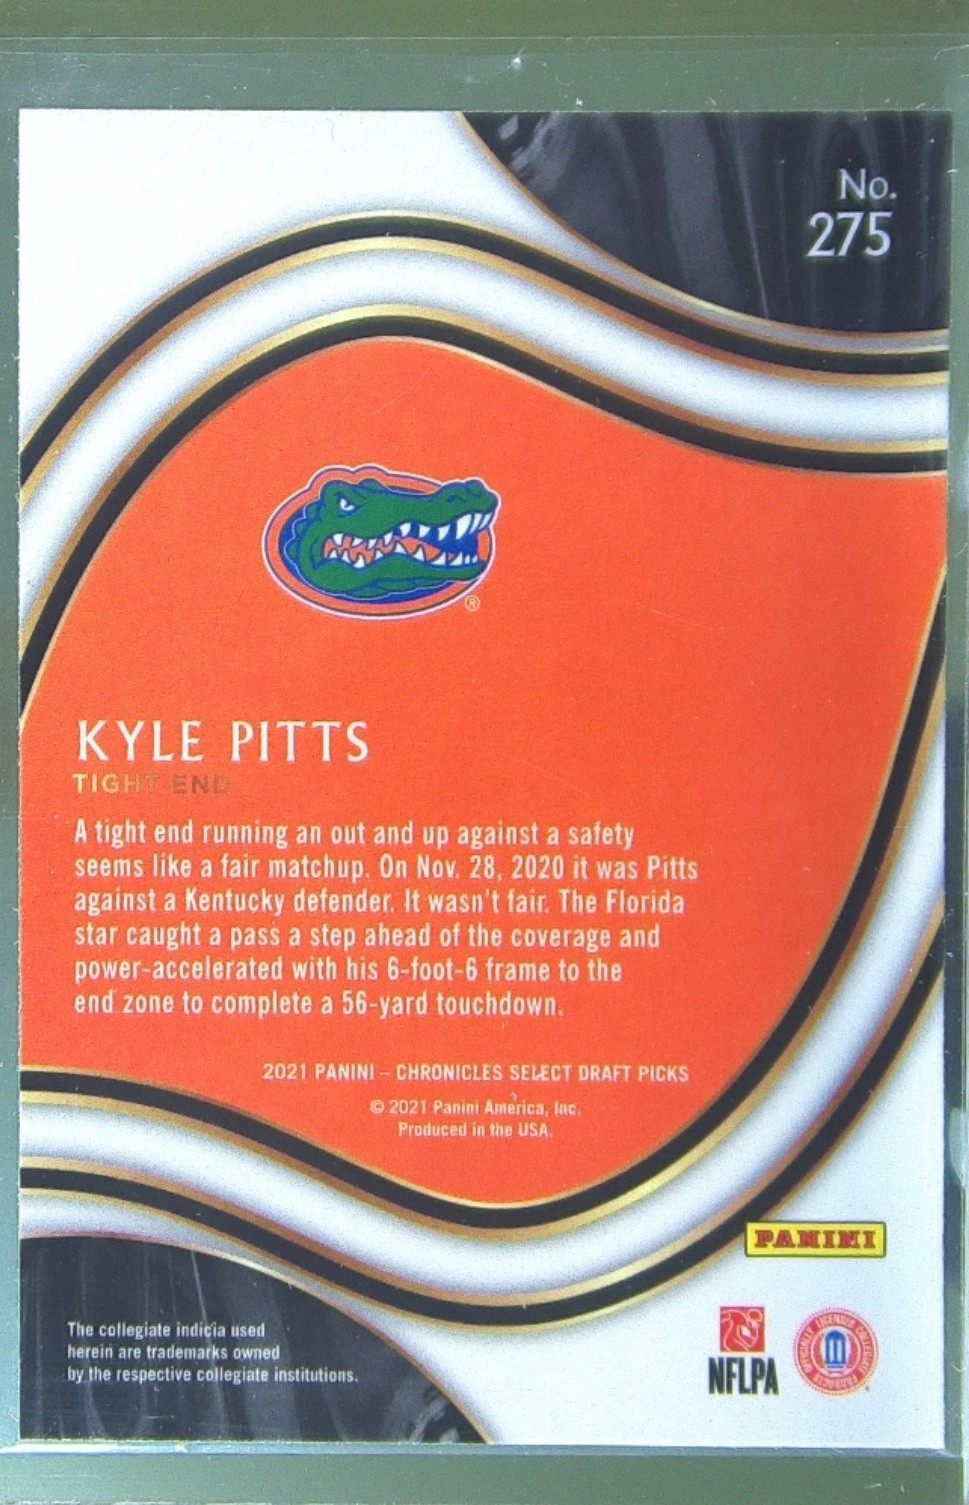 No.
275
®
KYLE PITTS
TIGHT END
A tight end running an out and up against a safety
seems like a fair matchup. On Nov. 28, 2020 it was Pitts
against a Kentucky defender. It wasn't fair. The Florida
star caught a pass a step ahead of the coverage and
power-accelerated with his 6-foot-6 frame to the
end zone to complete a 56-yard touchdown.
2021 PANINI – CHRONICLES SELECT DRAFT PICKS
© 2021 Panini America, Inc.
Produced in the USA.
PANINI
The collegiate indicia used
herein are trademarks owned
by the respective collegiate institutions.
NFLPA
OFFICIALLY LICENSED COLLEGIATE PRODUCTS